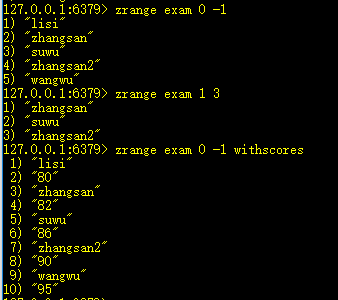 127.0.0.1:6379> zrange exam 0 -1
1) "lisi"
2) "zhangsan"
3) "suwu"
4) "zhangsan2"
5) "wangwu"
127.0.0.1:6379> zrange exam 1 3
1) "zhangsan"
2) "suwu"
3) "zhangsan2"
127.0.0.1:6379> zrange exam 0 -1 withscores
1) "lisi"
2) "80"
3) "zhangsan"
4) "82"
5) "suwu"
6) "86"
7) "zhangsan2"
8) "90"
9) "wangwu"
10) "95"